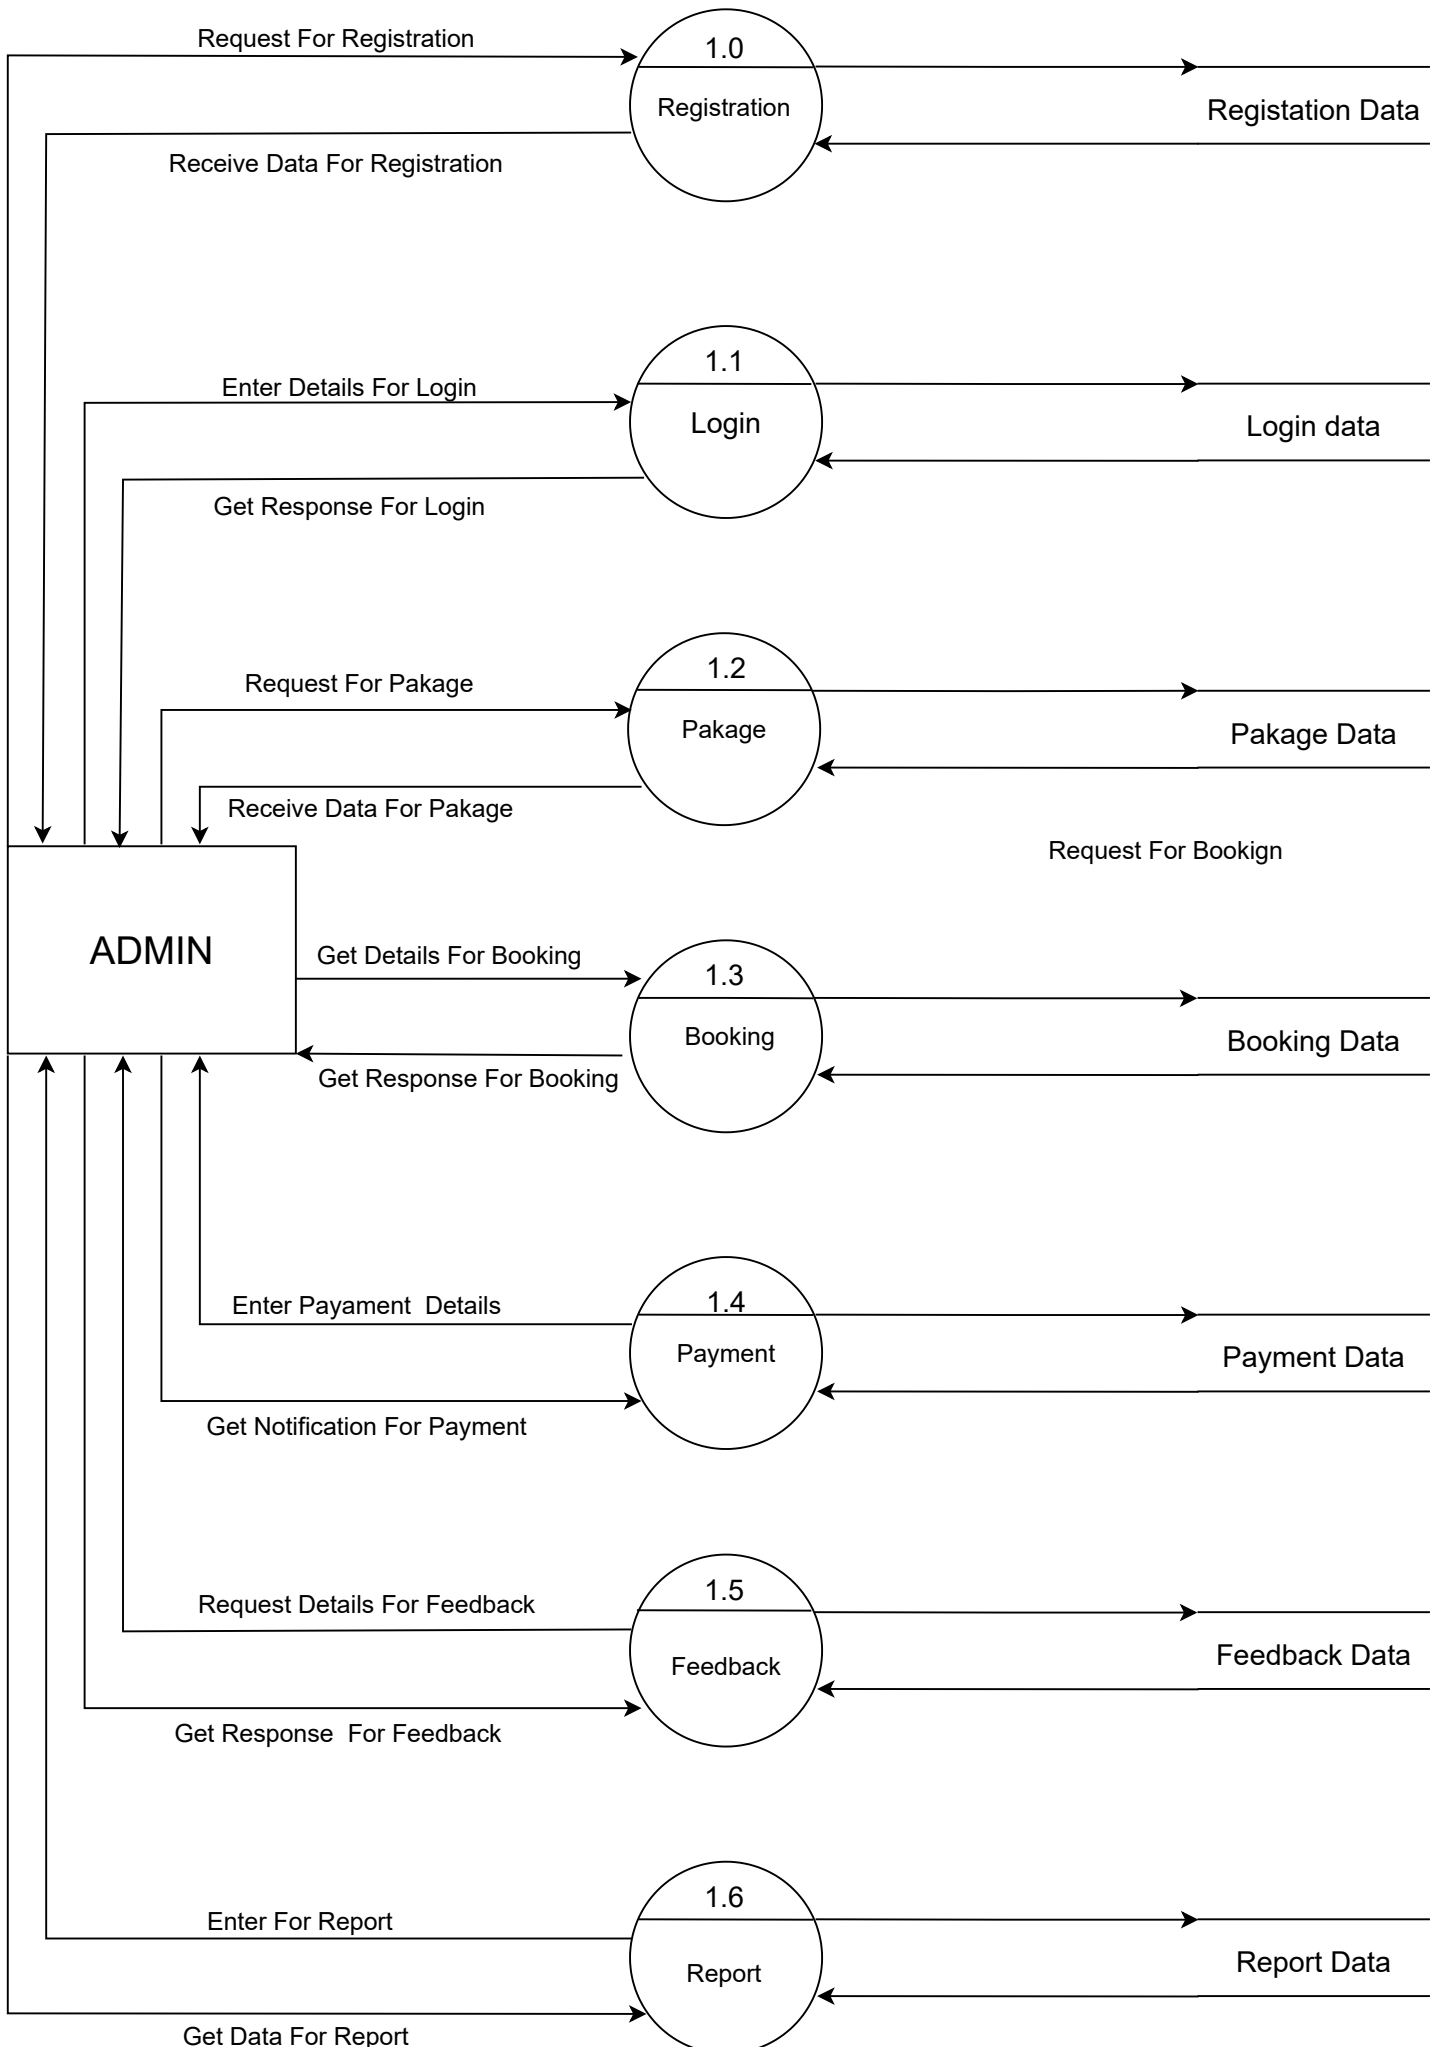 Request For Registration
1.0
Registration
Registation Data
Receive Data For Registration
1.1
Enter Details For Login
Login
Login data
Get Response For Login
1.2
Request For Pakage
Pakage
Pakage Data
Receive Data For Pakage
Request For Bookign
ADMIN
Get Details For Booking
1.3
Booking
Booking Data
Get Response For Booking
1.4
Enter Payament  Details
Payment
Payment Data
Get Notification For Payment
1.5
Request Details For Feedback
Feedback
Feedback Data
Get Response  For Feedback
1.6
Enter For Report
Report
Report Data
Get Data For Report